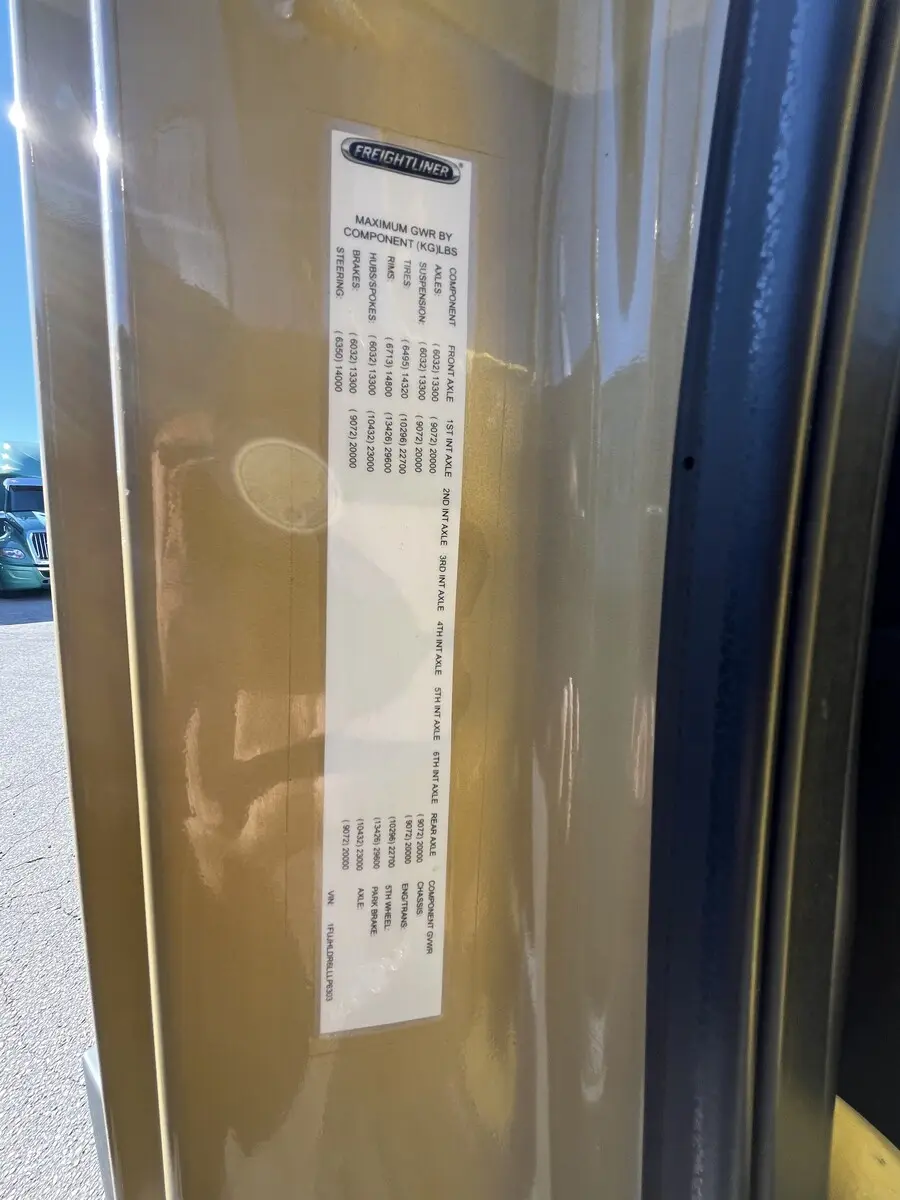 FREIGHTLINER
MAXIMUM GWR BY
COMPONENT (KG)LBS
COMPONENT FRONT AXLE 1ST INT AXLE 2ND INT AXLE 3RD INT AXLE 4TH INT AXLE 5TH INT AXLE 6TH INT AXLE REAR AXLE COMPONENT GVWR
AXLES: ( 6032) 13300 ( 9072) 20000 ( 9072) 20000 CHASSIS:
SUSPENSION: ( 6032) 13300 ( 9072) 20000 ( 9072) 20000 ENG/TRANS:
TIRES: ( 6495) 14320 (10296) 22700 (10296) 22700 5TH WHEEL:
RIMS: ( 6713) 14800 (13426) 29600 (13426) 29600 PARK BRAKE:
HUBS/SPOKES: ( 6032) 13300 (10432) 23000 (10432) 23000 AXLE:
BRAKES: ( 6032) 13300 ( 9072) 20000 ( 9072) 20000
STEERING: ( 6350) 14000 VIN: